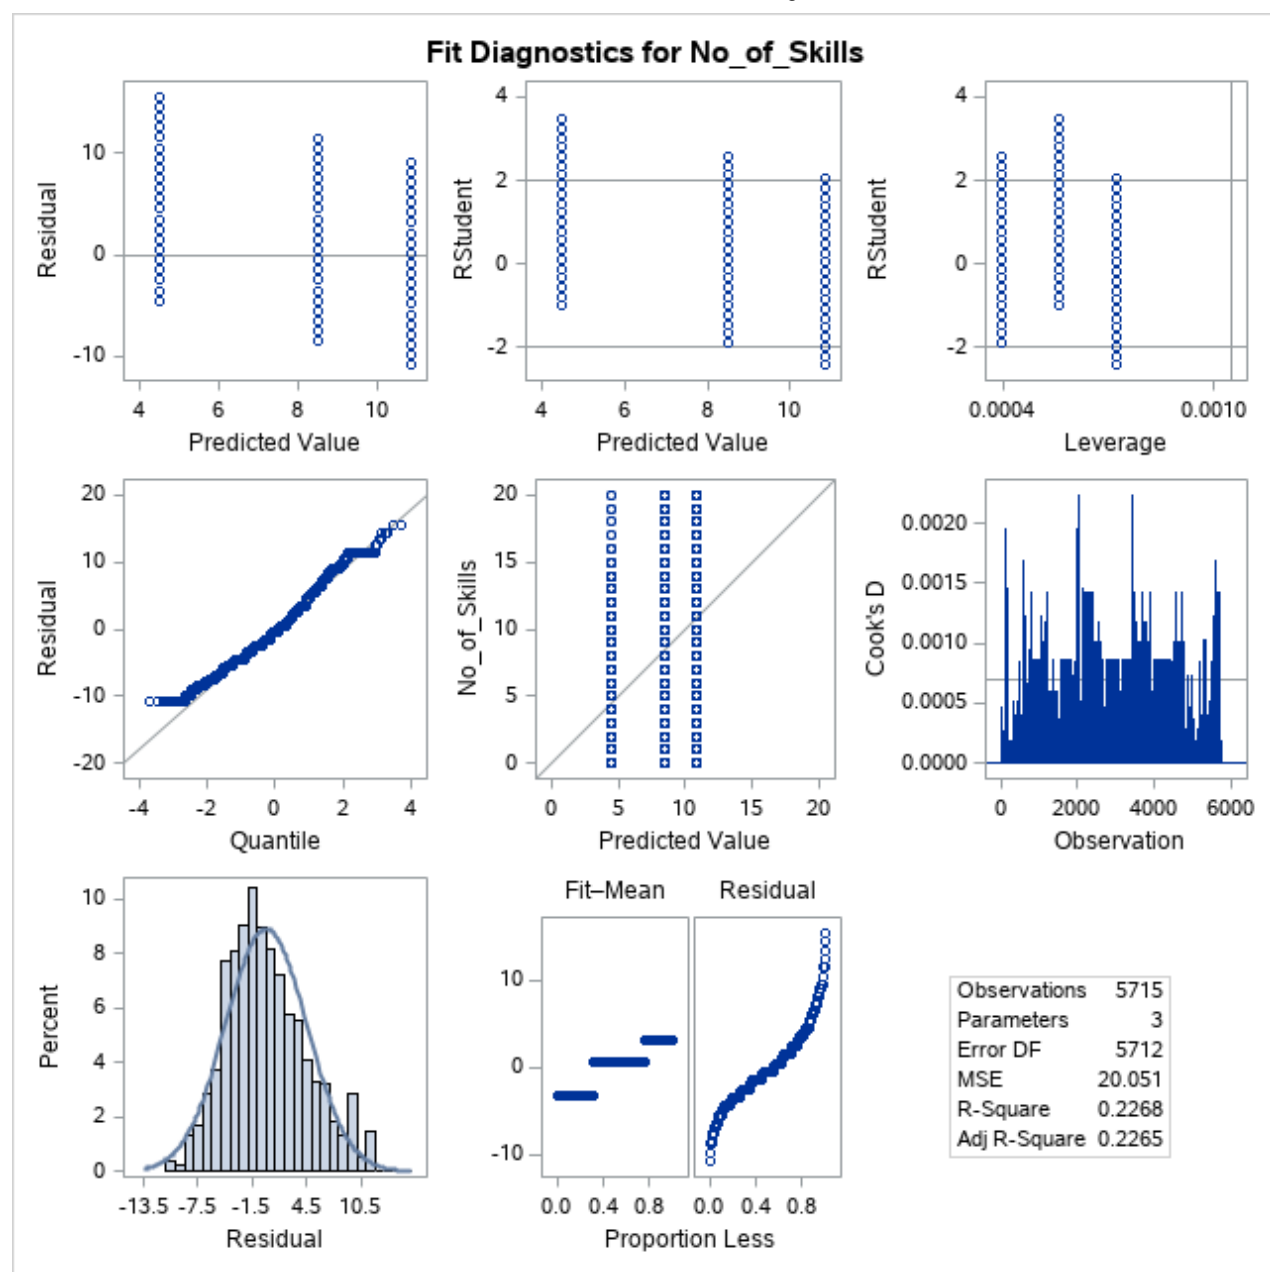 Fit Diagnostics for No_of_Skills
Residual
10
0
-10
4 6 8 10
Predicted Value
RStudent
4
2
0
-2
4 6 8 10
Predicted Value
RStudent
4
2
0
-2
0.0004 0.0010
Leverage
Residual
20
10
0
-10
-20
-4 -2 0 2 4
Quantile
No_of_Skills
20
15
10
5
0
0 5 10 15 20
Predicted Value
Cook's D
0.0020
0.0015
0.0010
0.0005
0.0000
0 2000 4000 6000
Observation
Percent
10
8
6
4
2
0
-13.5 -7.5 -1.5 4.5 10.5
Residual
Fit–Mean Residual
10
0
-10
0.0 0.4 0.8 0.0 0.4 0.8
Proportion Less
Observations 5715
Parameters 3
Error DF 5712
MSE 20.051
R-Square 0.2268
Adj R-Square 0.2265